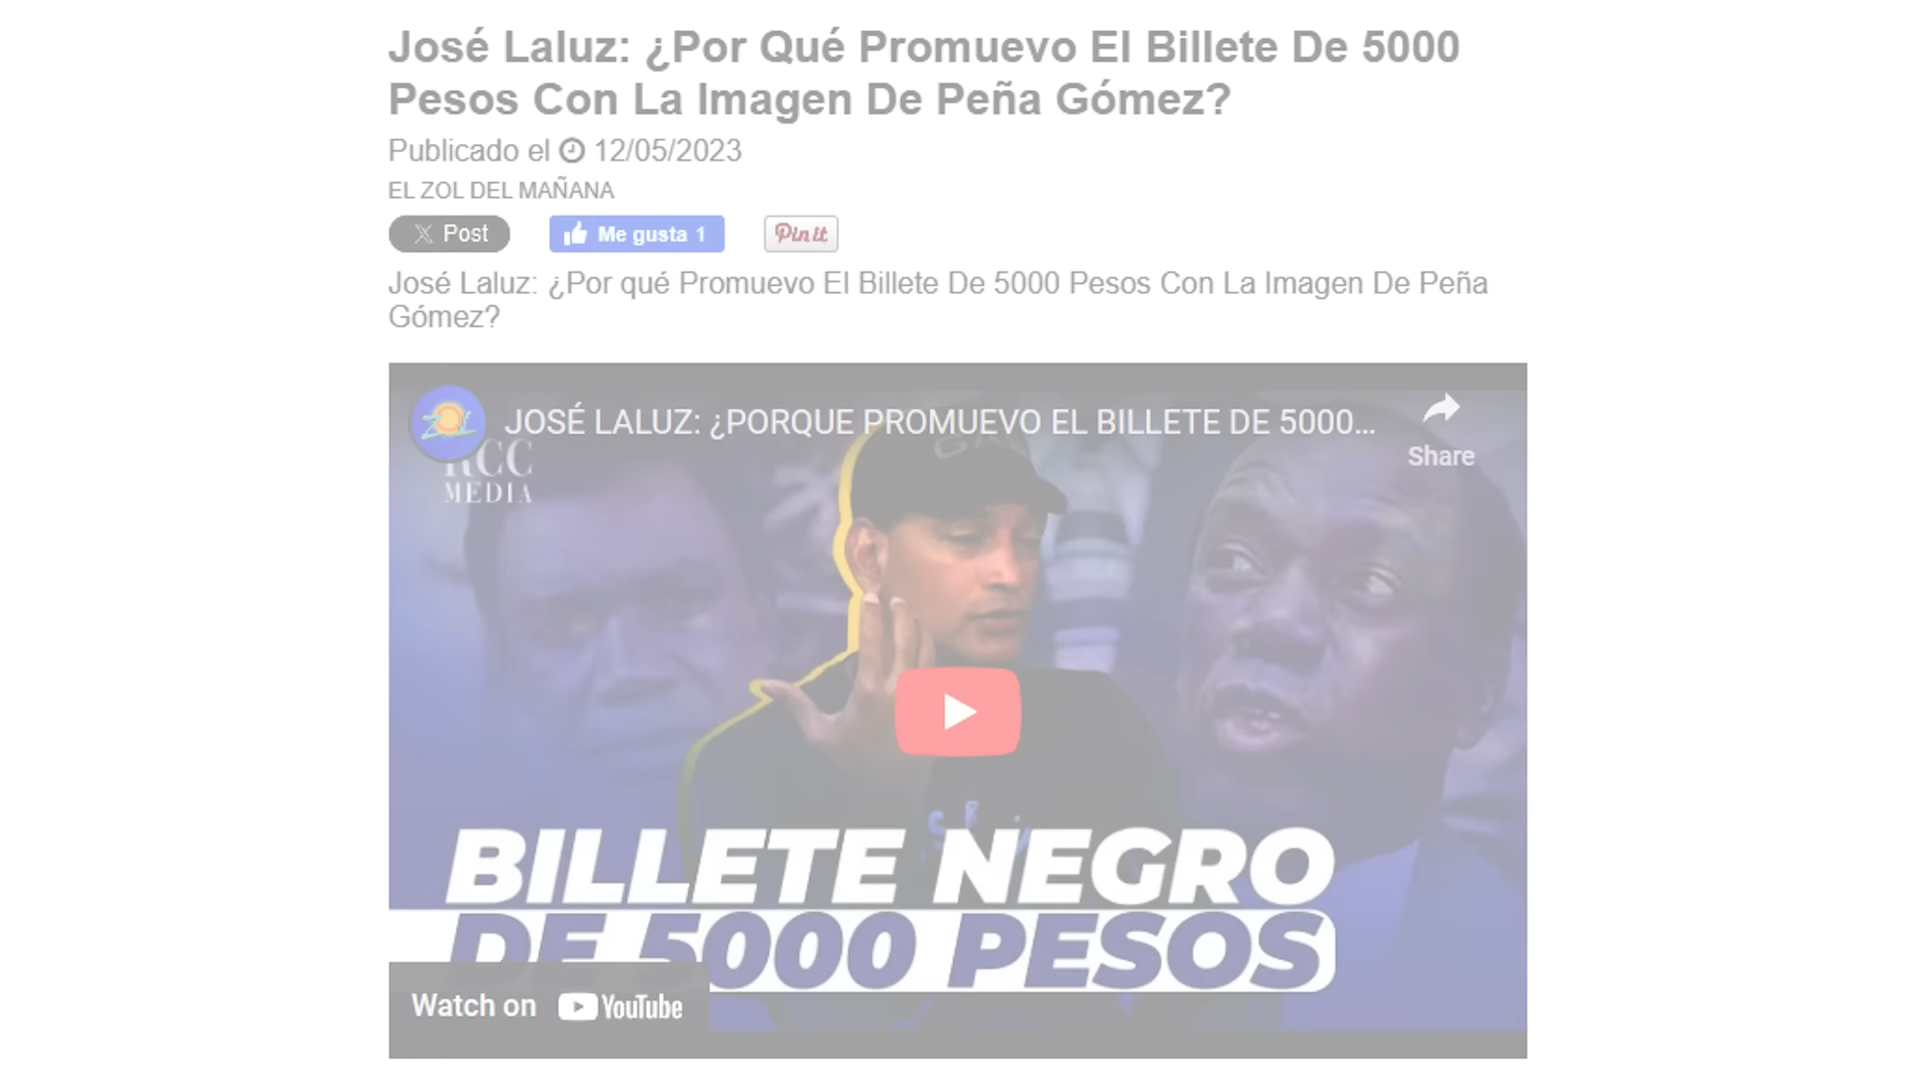 José Laluz: ¿Por Qué Promuevo El Billete De 5000
Pesos Con La Imagen De Peña Gómez?
Publicado el 12/05/2023
EL ZOL DEL MAÑANA
Post
Me gusta 1
Pin it
José Laluz: ¿Por qué Promuevo El Billete De 5000 Pesos Con La Imagen De Peña
Gómez?
ZOL
JOSÉ LALUZ: ¿PORQUE PROMUEVO EL BILLETE DE 5000...
Share
RCC
MEDIA
BILLETE NEGRO
DE 5000 PESOS
Watch on YouTube